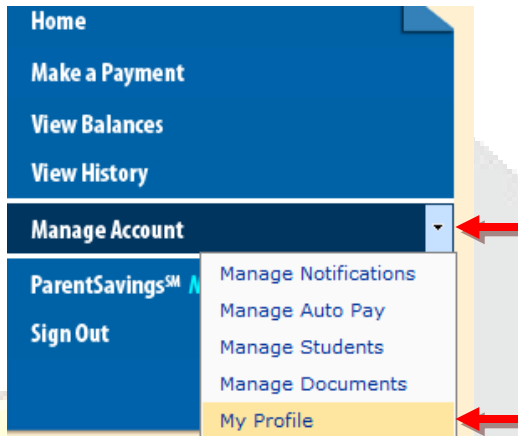 Home
Make a Payment
View Balances
View History
Manage Account
ParentSavings℠
Sign Out
Manage Notifications
Manage Auto Pay
Manage Students
Manage Documents
My Profile